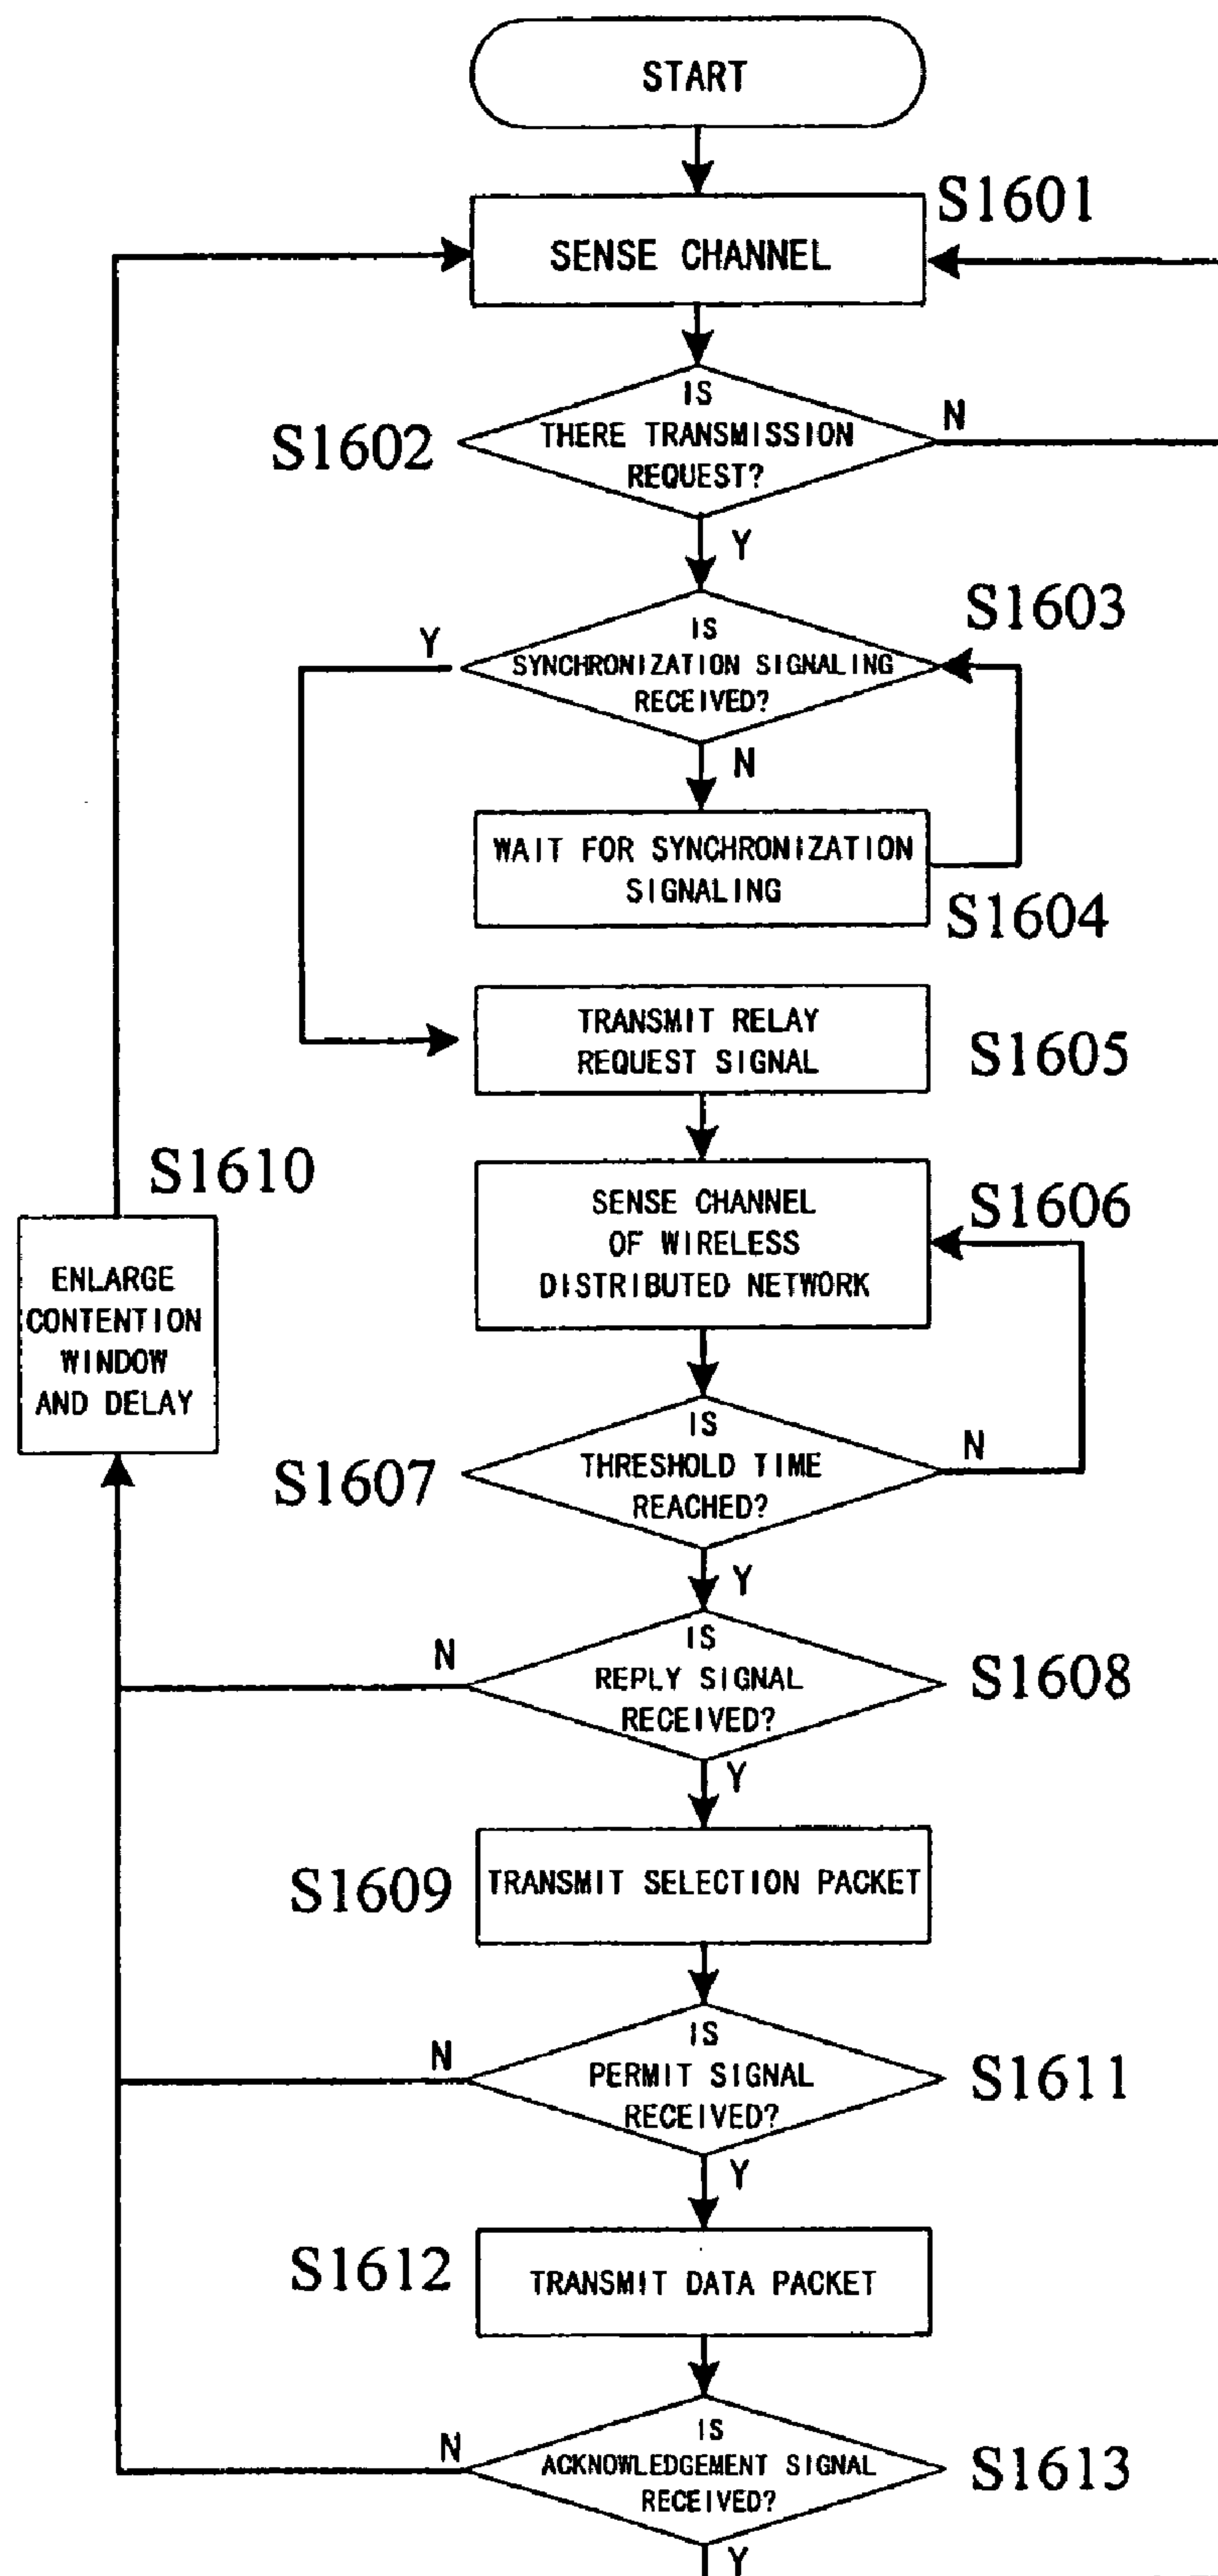 START
S1601
SENSE CHANNEL
IS
THERE TRANSMISSION
REQUEST?
S1602
N
Y
S1603
IS
SYNCHRONIZATION SIGNALING
RECEIVED?
Y
N
WAIT FOR SYNCHRONIZATION
SIGNALING
S1604
TRANSMIT RELAY
REQUEST SIGNAL
S1605
S1610
ENLARGE
CONTENTION
WINDOW
AND DELAY
SENSE CHANNEL
OF WIRELESS
DISTRIBUTED NETWORK
S1606
IS
THRESHOLD TIME
REACHED?
S1607
N
Y
IS
REPLY SIGNAL
RECEIVED?
N
S1608
Y
S1609
TRANSMIT SELECTION PACKET
IS
PERMIT SIGNAL
RECEIVED?
N
S1611
Y
S1612
TRANSMIT DATA PACKET
IS
ACKNOWLEDGEMENT SIGNAL
RECEIVED?
N
S1613
Y